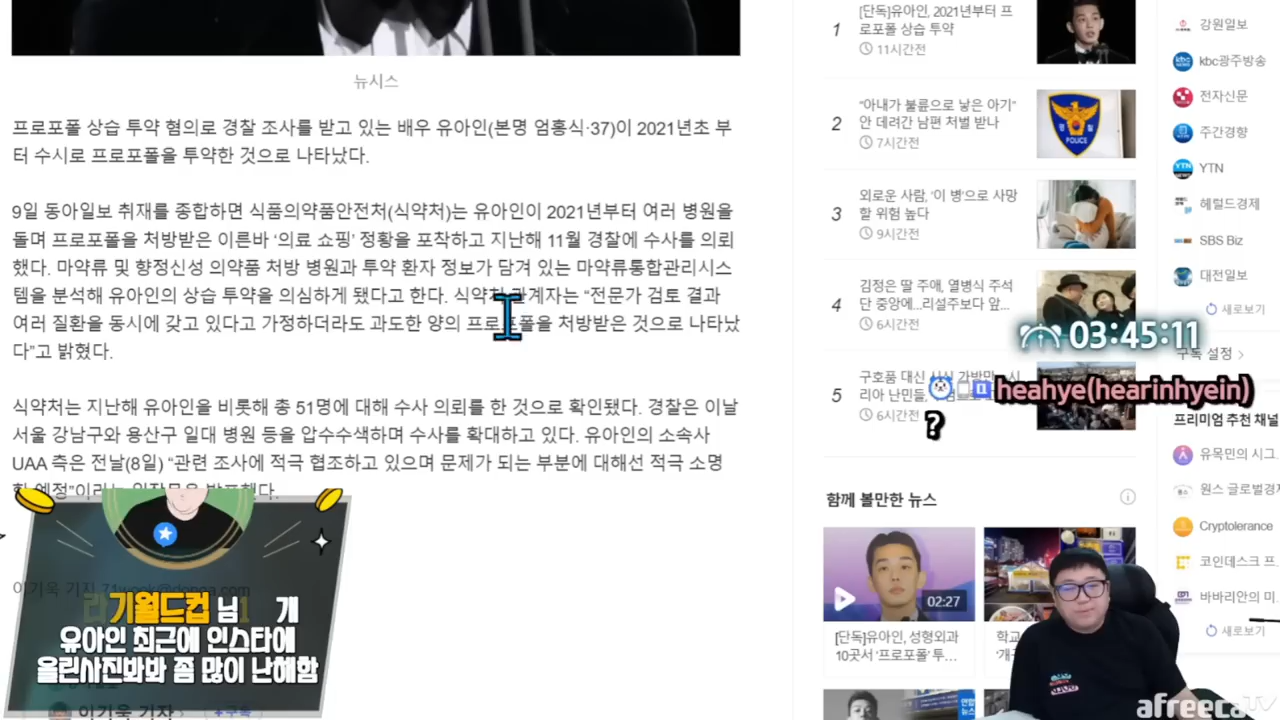 뉴시스
프로포폴 상습 투약 혐의로 경찰 조사를 받고 있는 배우 유아인(본명 엄홍식·37)이 2021년초 부
터 수시로 프로포폴을 투약한 것으로 나타났다.
9일 동아일보 취재를 종합하면 식품의약품안전처(식약처)는 유아인이 2021년부터 여러 병원을
돌며 프로포폴을 처방받은 이른바 ‘의료 쇼핑’ 정황을 포착하고 지난해 11월 경찰에 수사를 의뢰
했다. 마약류 및 향정신성 의약품 처방 병원과 투약 환자 정보가 담겨 있는 마약류통합관리시스
템을 분석해 유아인의 상습 투약을 의심하게 됐다고 한다. 식약처 관계자는 “전문가 검토 결과
여러 질환을 동시에 갖고 있다고 가정하더라도 과도한 양의 프로포폴을 처방받은 것으로 나타났
다”고 밝혔다.
식약처는 지난해 유아인을 비롯해 총 51명에 대해 수사 의뢰를 한 것으로 확인됐다. 경찰은 이날
서울 강남구와 용산구 일대 병원 등을 압수수색하며 수사를 확대하고 있다. 유아인의 소속사
UAA 측은 전날(8일) “관련 조사에 적극 협조하고 있으며 문제가 되는 부분에 대해선 적극 소명
할 예정”이라는 입장문을 발표했다.
이기욱 기자
기월드컵 님 기
유아인 최근에 인스타에
올린사진봐봐 좀 많이 난해함
이기욱 기자
+구독
1
[단독]유아인, 2021년부터 프
로포폴 상습 투약
11시간전
2
“아내가 불륜으로 낳은 아기”
안 데려간 남편 처벌 받나
7시간전
POLICE
3
외로운 사람, ‘이 병’으로 사망
할 위험 높다
9시간전
4
김정은 딸 주애, 열병식 주석
단 중앙에...리설주보다 앞...
6시간전
03:45:11
5
구호품 대신
리아 난민들,
6시간전
heahye(hearinhyein)
?
함께 볼만한 뉴스
02:27
[단독]유아인, 성형외과
10곳서 ‘프로포폴’ 투...
학교
강원일보
kbc광주방송
전자신문
주간경향
YTN
헤럴드경제
SBS Biz
대전일보
새로보기
구독 설정
프리미엄 추천 채널
유목민의 시그.
원스 글로벌경제
Cryptolerance
코인데스크 프.
바바리안의 미.
새로보기
afreecaTV